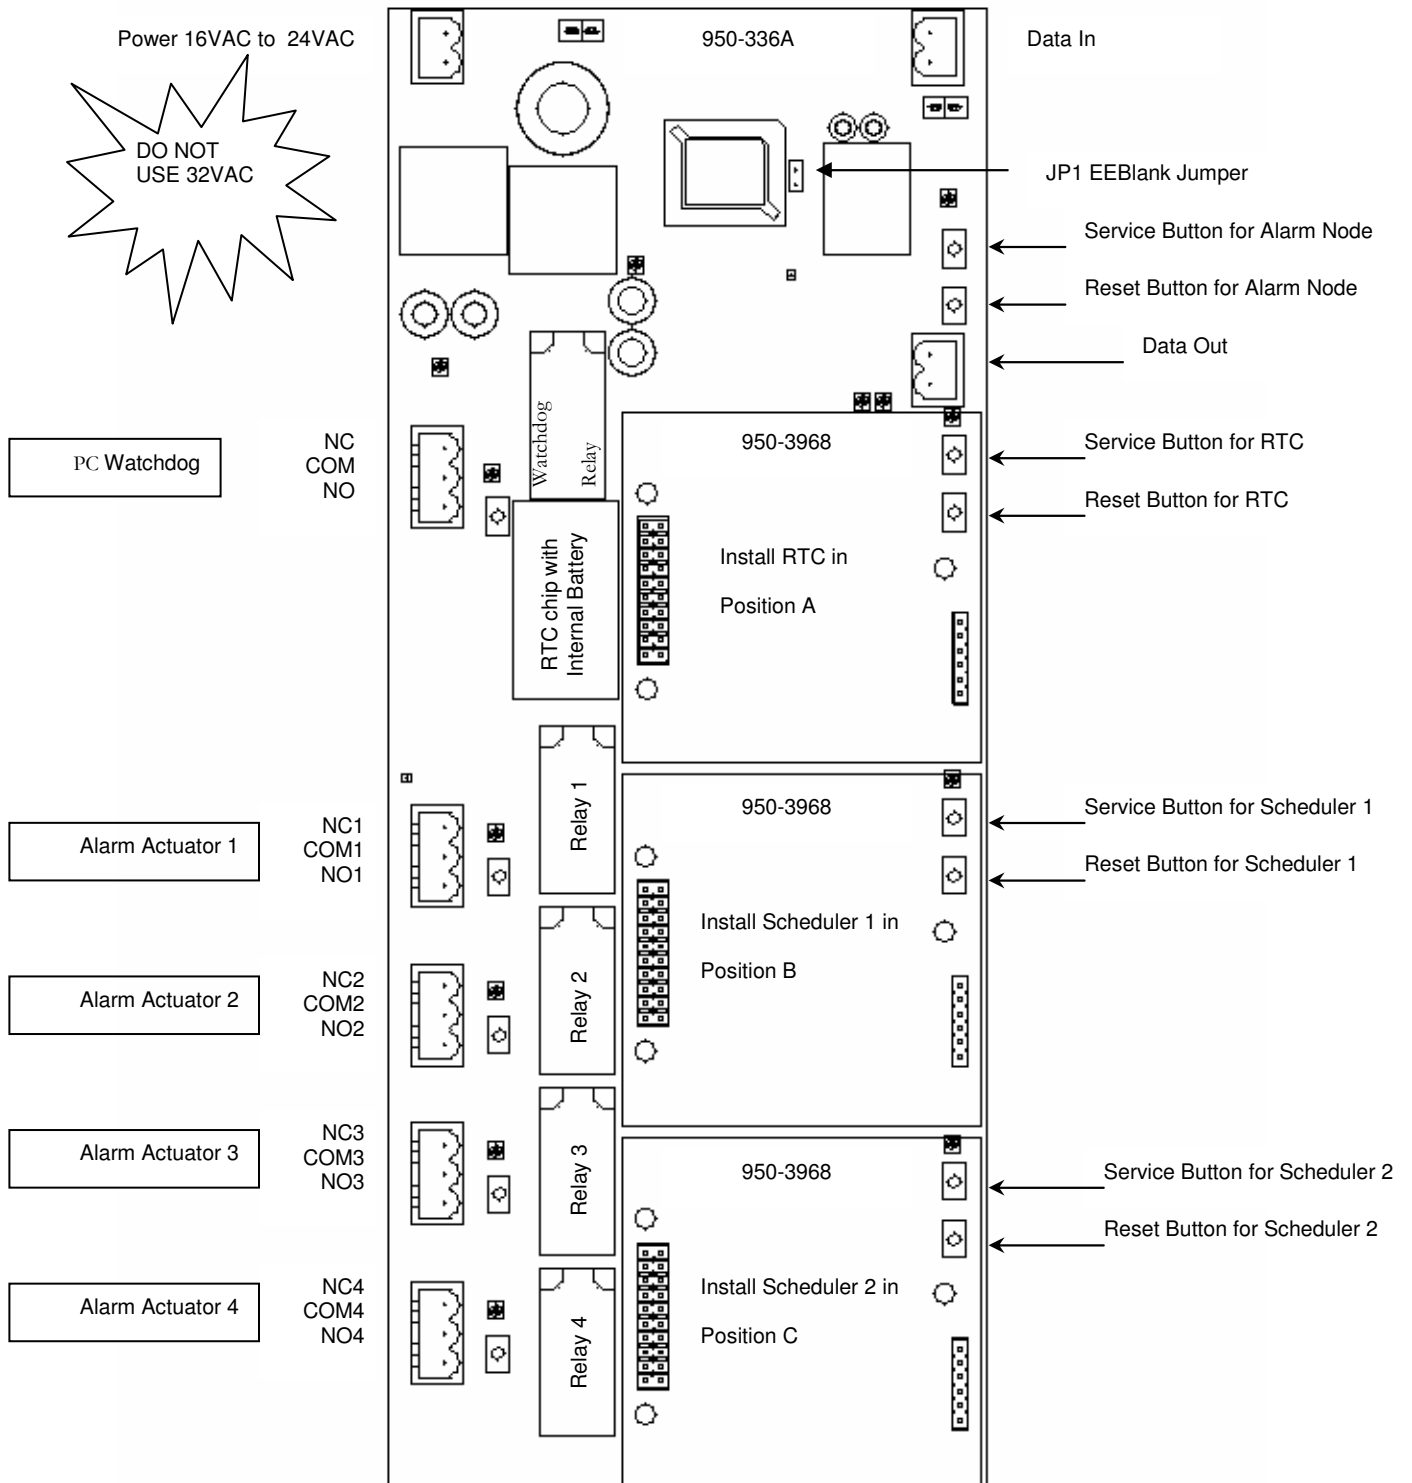 Power 16VAC to 24VAC
950-336A
Data In
DO NOT
USE 32VAC
JP1 EEBlank Jumper
Service Button for Alarm Node
Reset Button for Alarm Node
Data Out
Watchdog
Relay
PC Watchdog
NC
COM
NO
950-3968
Service Button for RTC
Reset Button for RTC
RTC chip with
Internal Battery
Install RTC in
Position A
Relay 1
950-3968
Service Button for Scheduler 1
Reset Button for Scheduler 1
Alarm Actuator 1
NC1
COM1
NO1
Install Scheduler 1 in
Position B
Alarm Actuator 2
NC2
COM2
NO2
Relay 2
Alarm Actuator 3
NC3
COM3
NO3
Relay 3
950-3968
Service Button for Scheduler 2
Reset Button for Scheduler 2
Alarm Actuator 4
NC4
COM4
NO4
Relay 4
Install Scheduler 2 in
Position C